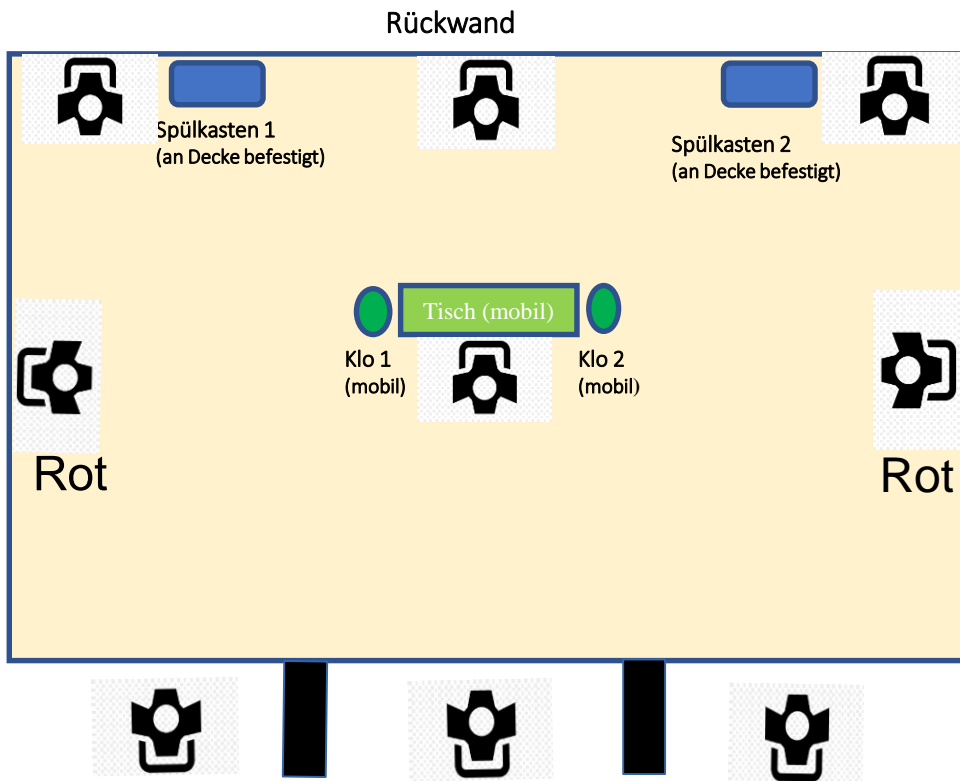 Rückwand
Spülkasten 1
(an Decke befestigt)
Spülkasten 2
(an Decke befestigt)
Tisch (mobil)
Klo 1
(mobil)
Klo 2
(mobil)
Rot
Rot